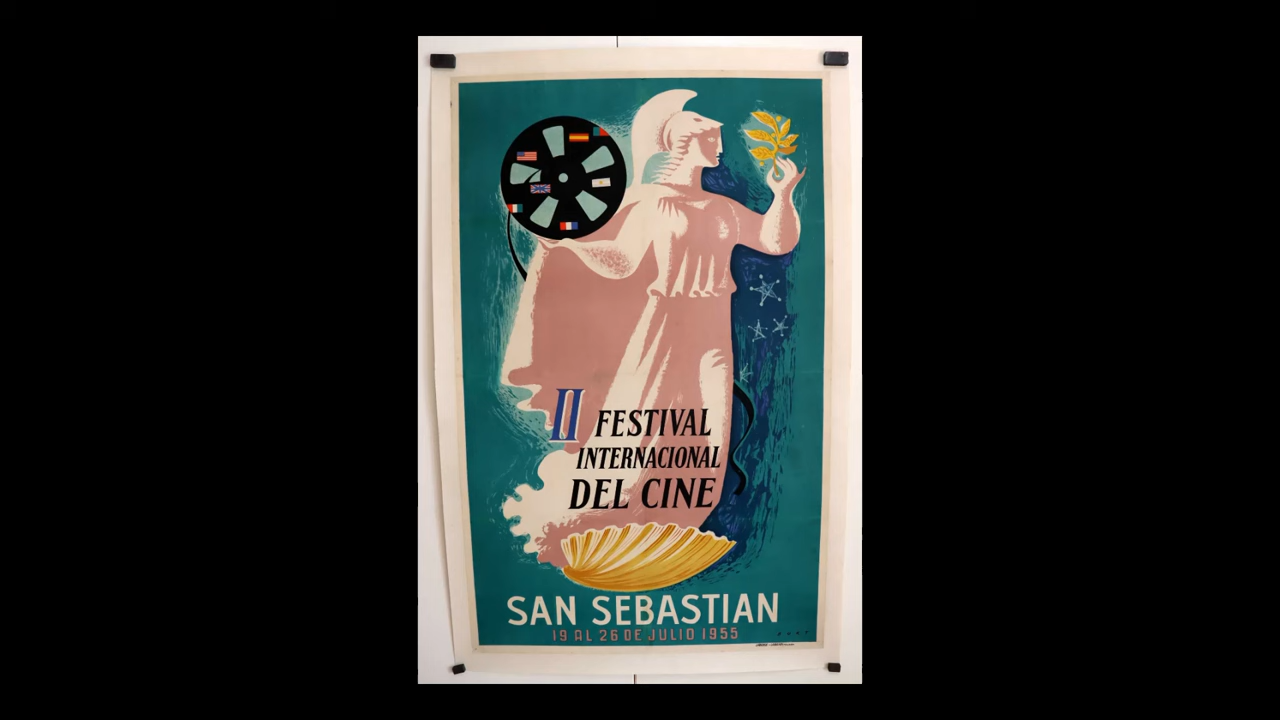 II FESTIVAL
INTERNACIONAL
DEL CINE
SAN SEBASTIAN
19 AL 26 DE JULIO 1955